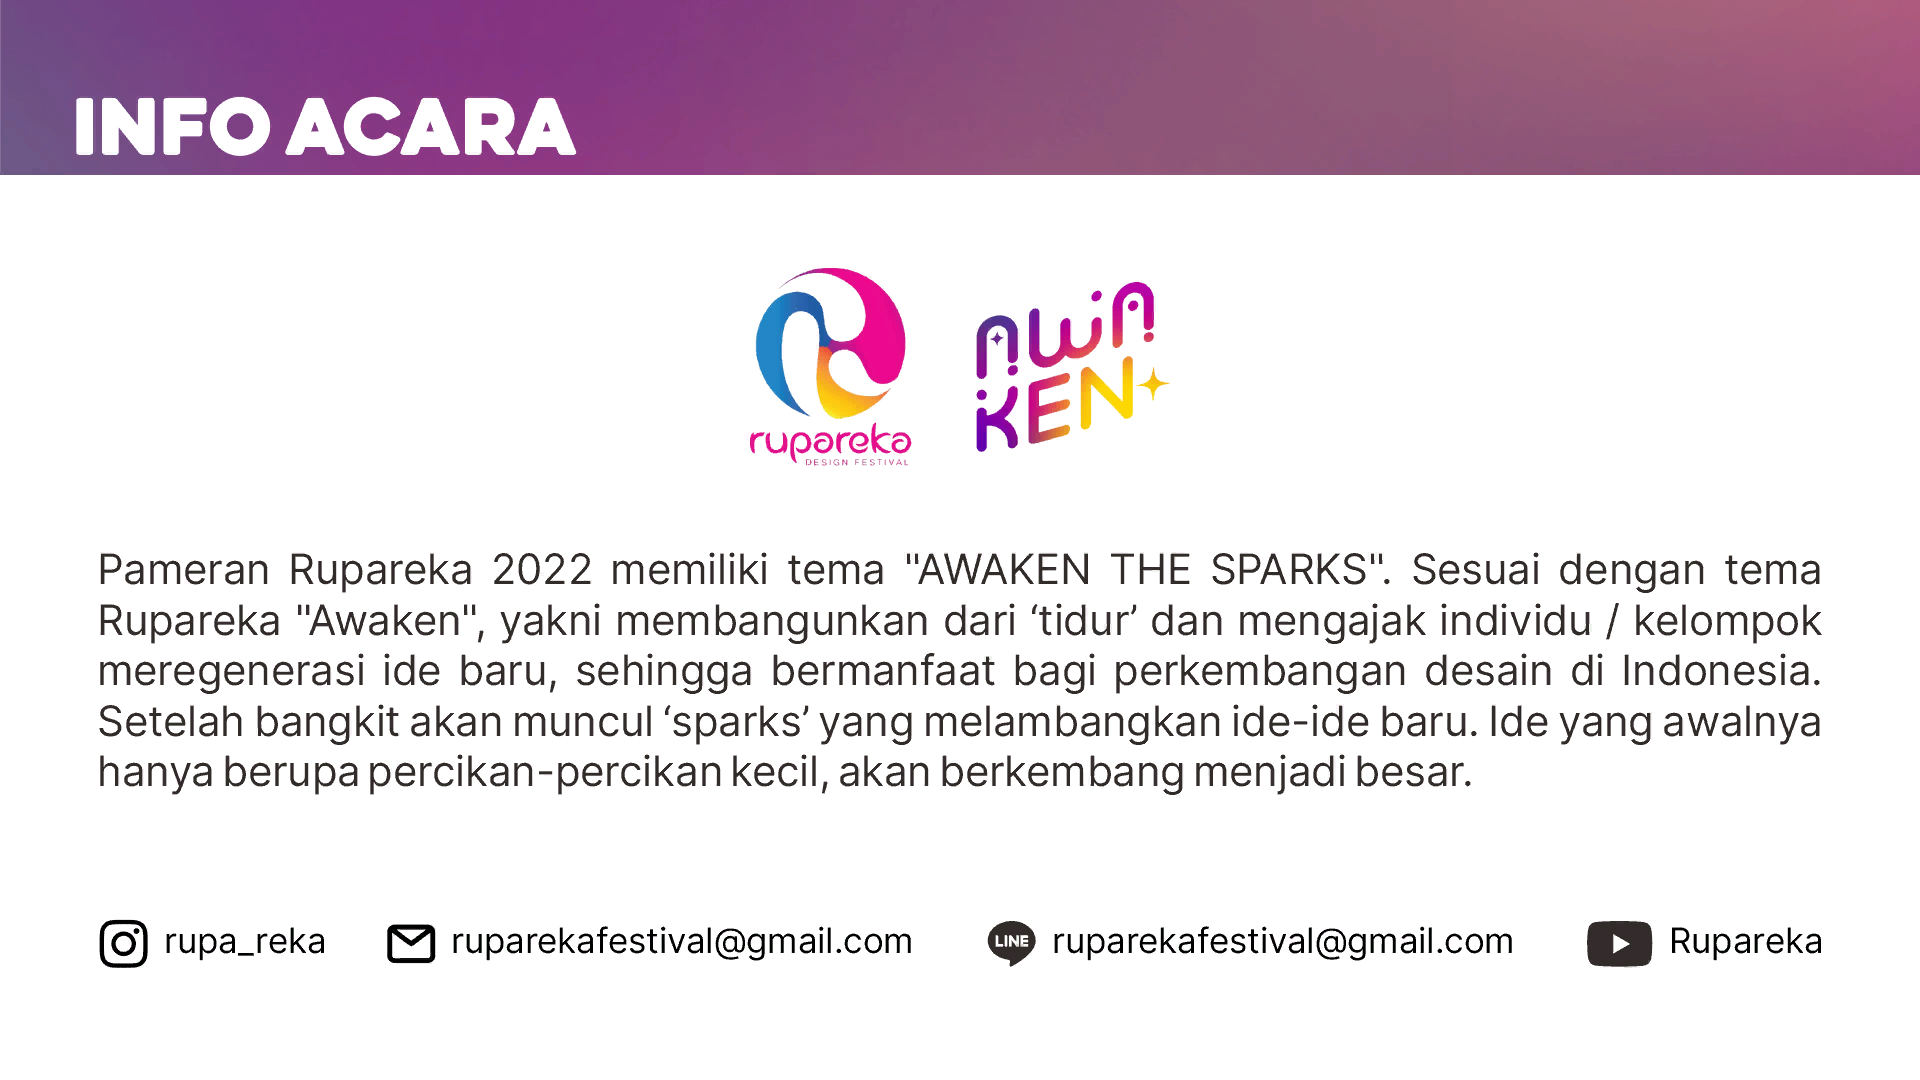 INFO ACARA
rupareka
DESIGN FESTIVAL
AWA
KEN
Pameran Rupareka 2022 memiliki tema "AWAKEN THE SPARKS". Sesuai dengan tema
Rupareka "Awaken", yakni membangunkan dari ‘tidur’ dan mengajak individu / kelompok
meregenerasi ide baru, sehingga bermanfaat bagi perkembangan desain di Indonesia.
Setelah bangkit akan muncul ‘sparks’ yang melambangkan ide-ide baru. Ide yang awalnya
hanya berupa percikan-percikan kecil, akan berkembang menjadi besar.
rupa_reka
ruparekafestival@gmail.com
LINE
ruparekafestival@gmail.com
Rupareka